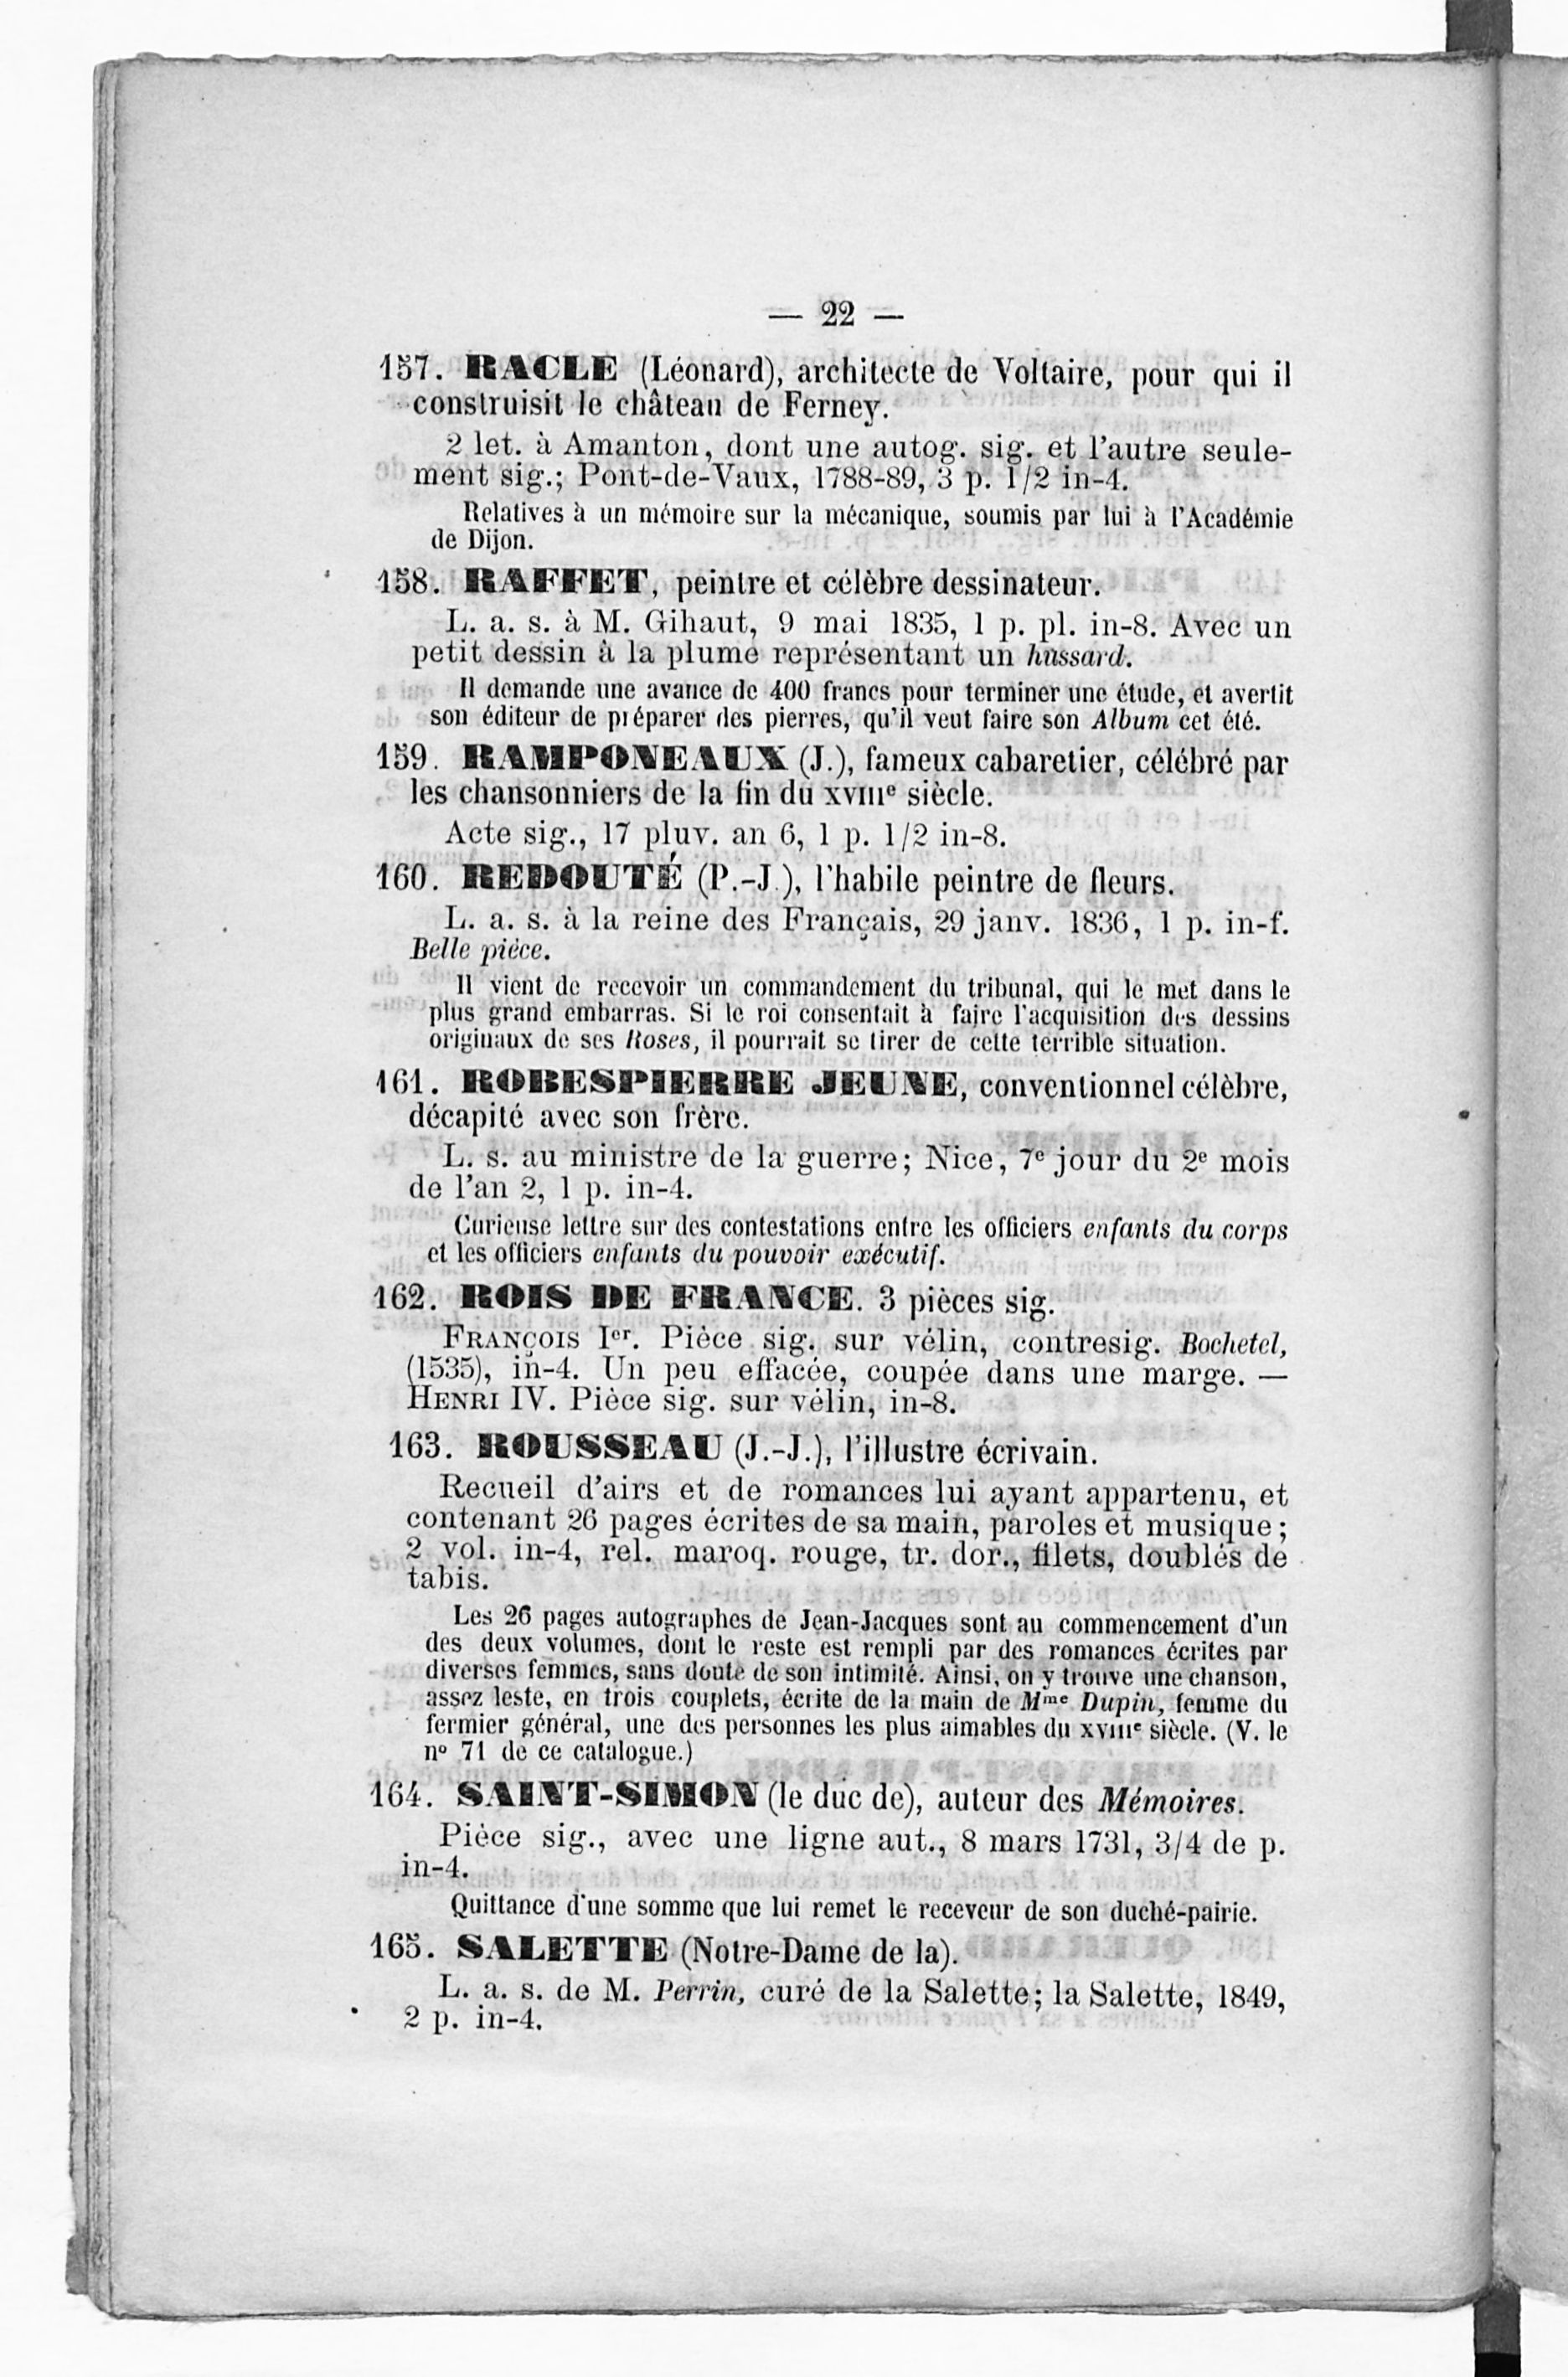 — 22 —
157. RACLE (Léonard), architecte de Voltaire, pour qui il
construisit le château de Ferney.
2 let. à Amanton, dont une autog. sig. et l'autre seule-
ment sig.; Pont-de-Vaux, 1788-89, 3 p. 1/2 in-4.
Relatives à un mémoire sur la mécanique, soumis par lui à l'Académie
de Dijon.
158. RAFFET, peintre et célèbre dessinateur.
L. a. s. à M. Gihaut, 9 mai 1835, 1 p. pl. in-8. Avec un
petit dessin à la plume représentant un hussard.
Il demande une avance de 400 francs pour terminer une étude, et avertit
son éditeur de préparer des pierres, qu'il veut faire son Album cet été.
159. RAMPONEAUX (J.), fameux cabaretier, célébré par
les chansonniers de la fin du XVIIIe siècle.
Acte sig., 17 pluv. an 6, 1 p. 1/2 in-8.
160. REDOUTÉ (P.-J.), l'habile peintre de fleurs.
L. a. s. à la reine des Français, 29 janv. 1836, 1 p. in-f.
Belle pièce.
Il vient de recevoir un commandement du tribunal, qui le met dans le
plus grand embarras. Si le roi consentait à faire l'acquisition des dessins
originaux de ses Roses, il pourrait se tirer de cette terrible situation.
161. ROBESPIERRE JEUNE, conventionnel célèbre,
décapité avec son frère.
L. s. au ministre de la guerre; Nice, 7e jour du 2e mois
de l'an 2, 1 p. in-4.
Curieuse lettre sur des contestations entre les officiers enfants du corps
et les officiers enfants du pouvoir exécutif.
162. ROIS DE FRANCE. 3 pièces sig.
FRANÇOIS Ier. Pièce sig. sur vélin, contresig. Bochetel,
(1535), in-4. Un peu effacée, coupée dans une marge. —
HENRI IV. Pièce sig. sur vélin, in-8.
163. ROUSSEAU (J.-J.), l'illustre écrivain.
Recueil d'airs et de romances lui ayant appartenu, et
contenant 26 pages écrites de sa main, paroles et musique;
2 vol. in-4, rel. maroq. rouge, tr. dor., filets, doublés de
tabis.
Les 26 pages autographes de Jean-Jacques sont au commencement d'un
des deux volumes, dont le reste est rempli par des romances écrites par
diverses femmes, sans doute de son intimité. Ainsi, on y trouve une chanson,
assez leste, en trois couplets, écrite de la main de Mme Dupin, femme du
fermier général, une des personnes les plus aimables du XVIIIe siècle. (V. le
no 71 de ce catalogue.)
164. SAINT-SIMON (le duc de), auteur des Mémoires.
Pièce sig., avec une ligne aut., 8 mars 1731, 3/4 de p.
in-4.
Quittance d'une somme que lui remet le receveur de son duché-pairie.
165. SALETTE (Notre-Dame de la).
L. a. s. de M. Perrin, curé de la Salette; la Salette, 1849,
2 p. in-4.